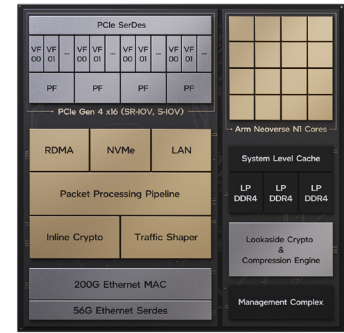 PCIe SerDes
VF 00
VF 01
...
VF 00
VF 01
...
VF 00
VF 01
...
VF 00
VF 01
...
PF
PF
PF
PF
PCIe Gen 4 x16 (SR-IOV, S-IOV)
RDMA
NVMe
LAN
Packet Processing Pipeline
Inline Crypto
Traffic Shaper
200G Ethernet MAC
56G Ethernet Serdes
Arm Neoverse N1 Cores
System Level Cache
LP
DDR4
LP
DDR4
LP
DDR4
Lookaside Crypto
&
Compression Engine
Management Complex